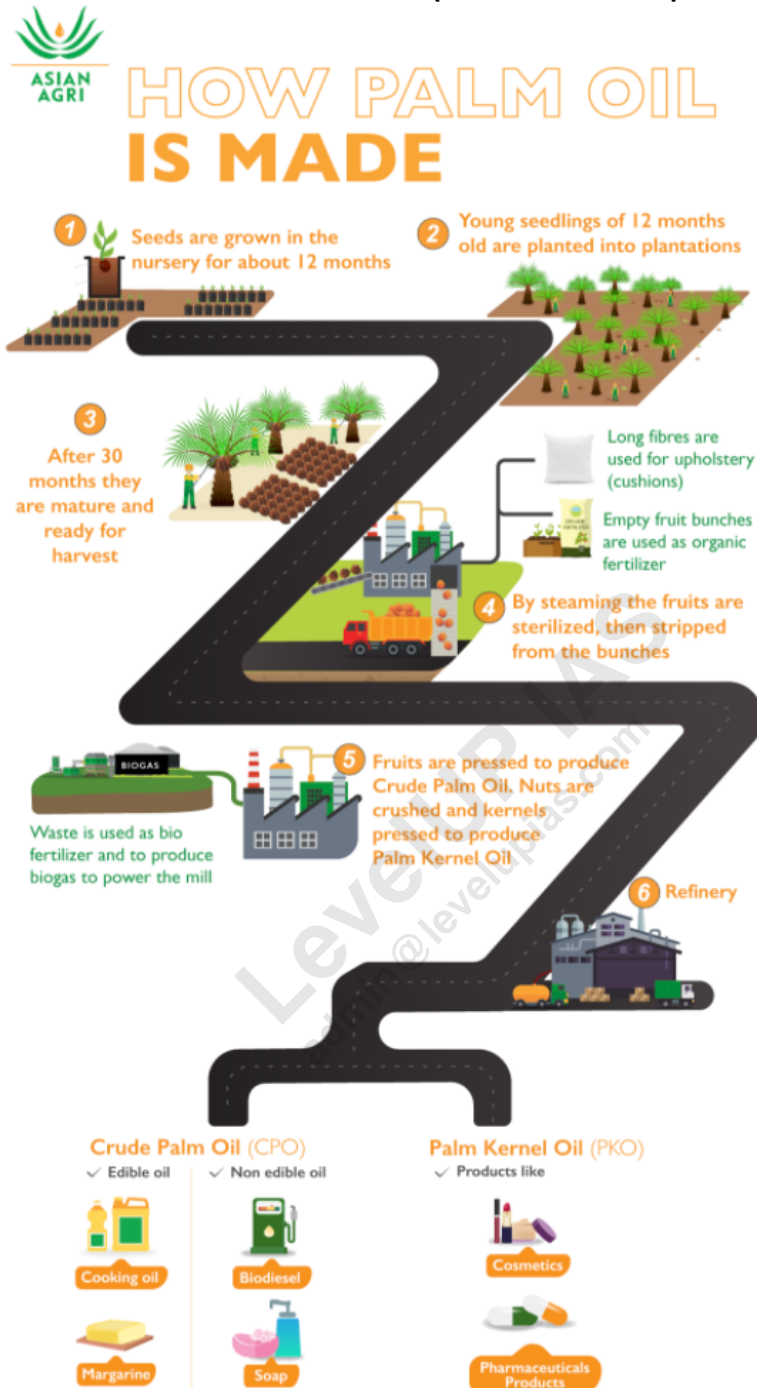 ASIAN
AGRI
HOW PALM OIL
IS MADE
1
Seeds are grown in the
nursery for about 12 months
2
Young seedlings of 12 months
old are planted into plantations
3
After 30
months they
are mature and
ready for
harvest
Long fibres are
used for upholstery
(cushions)
Empty fruit bunches
are used as organic
fertilizer
4
By steaming the fruits are
sterilized, then stripped
from the bunches
BIOGAS
Waste is used as bio
fertilizer and to produce
biogas to power the mill
5
Fruits are pressed to produce
Crude Palm Oil. Nuts are
crushed and kernels
pressed to produce
Palm Kernel Oil
6
Refinery
LevelUP IAS
admin@levelupias.com
Crude Palm Oil (CPO)
Edible oil
Non edible oil
Cooking oil
Biodiesel
Margarine
Soap
Palm Kernel Oil (PKO)
Products like
Cosmetics
Pharmaceuticals
Products